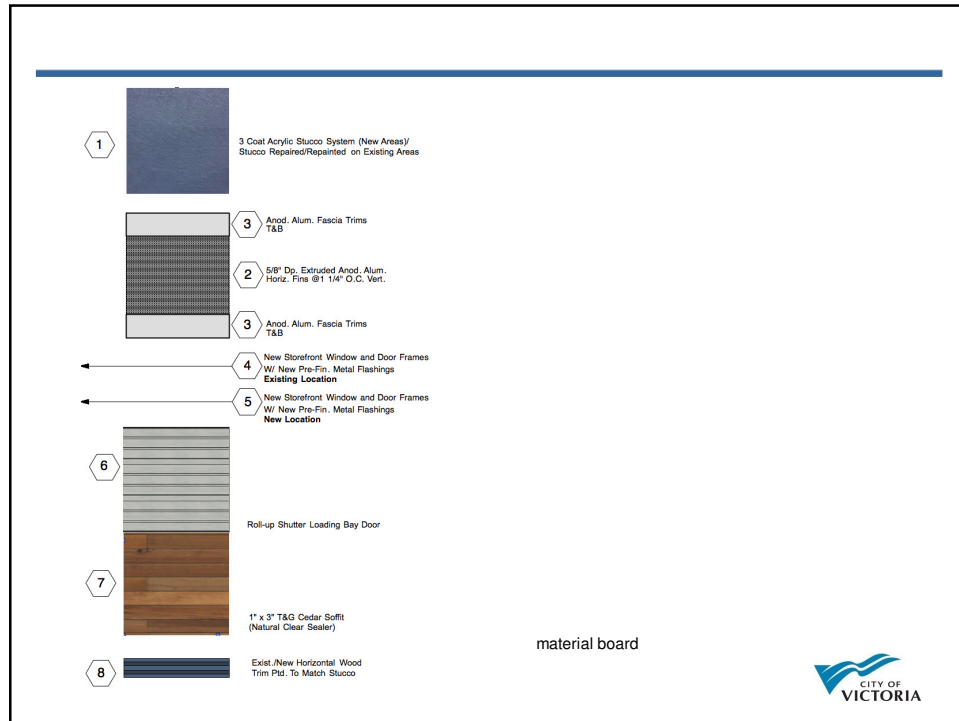 1
3 Coat Acrylic Stucco System (New Areas)/
Stucco Repaired/Repainted on Existing Areas
3
Anod. Alum. Fascia Trims
T&B
2
5/8" Dp. Extruded Anod. Alum.
Horiz. Fins @1 1/4" O.C. Vert.
3
Anod. Alum. Fascia Trims
T&B
4
New Storefront Window and Door Frames
W/ New Pre-Fin. Metal Flashings
Existing Location
5
New Storefront Window and Door Frames
W/ New Pre-Fin. Metal Flashings
New Location
6
Roll-up Shutter Loading Bay Door
7
1" x 3" T&G Cedar Soffit
(Natural Clear Sealer)
8
Exist./New Horizontal Wood
Trim Ptd. To Match Stucco
material board
CITY OF
VICTORIA